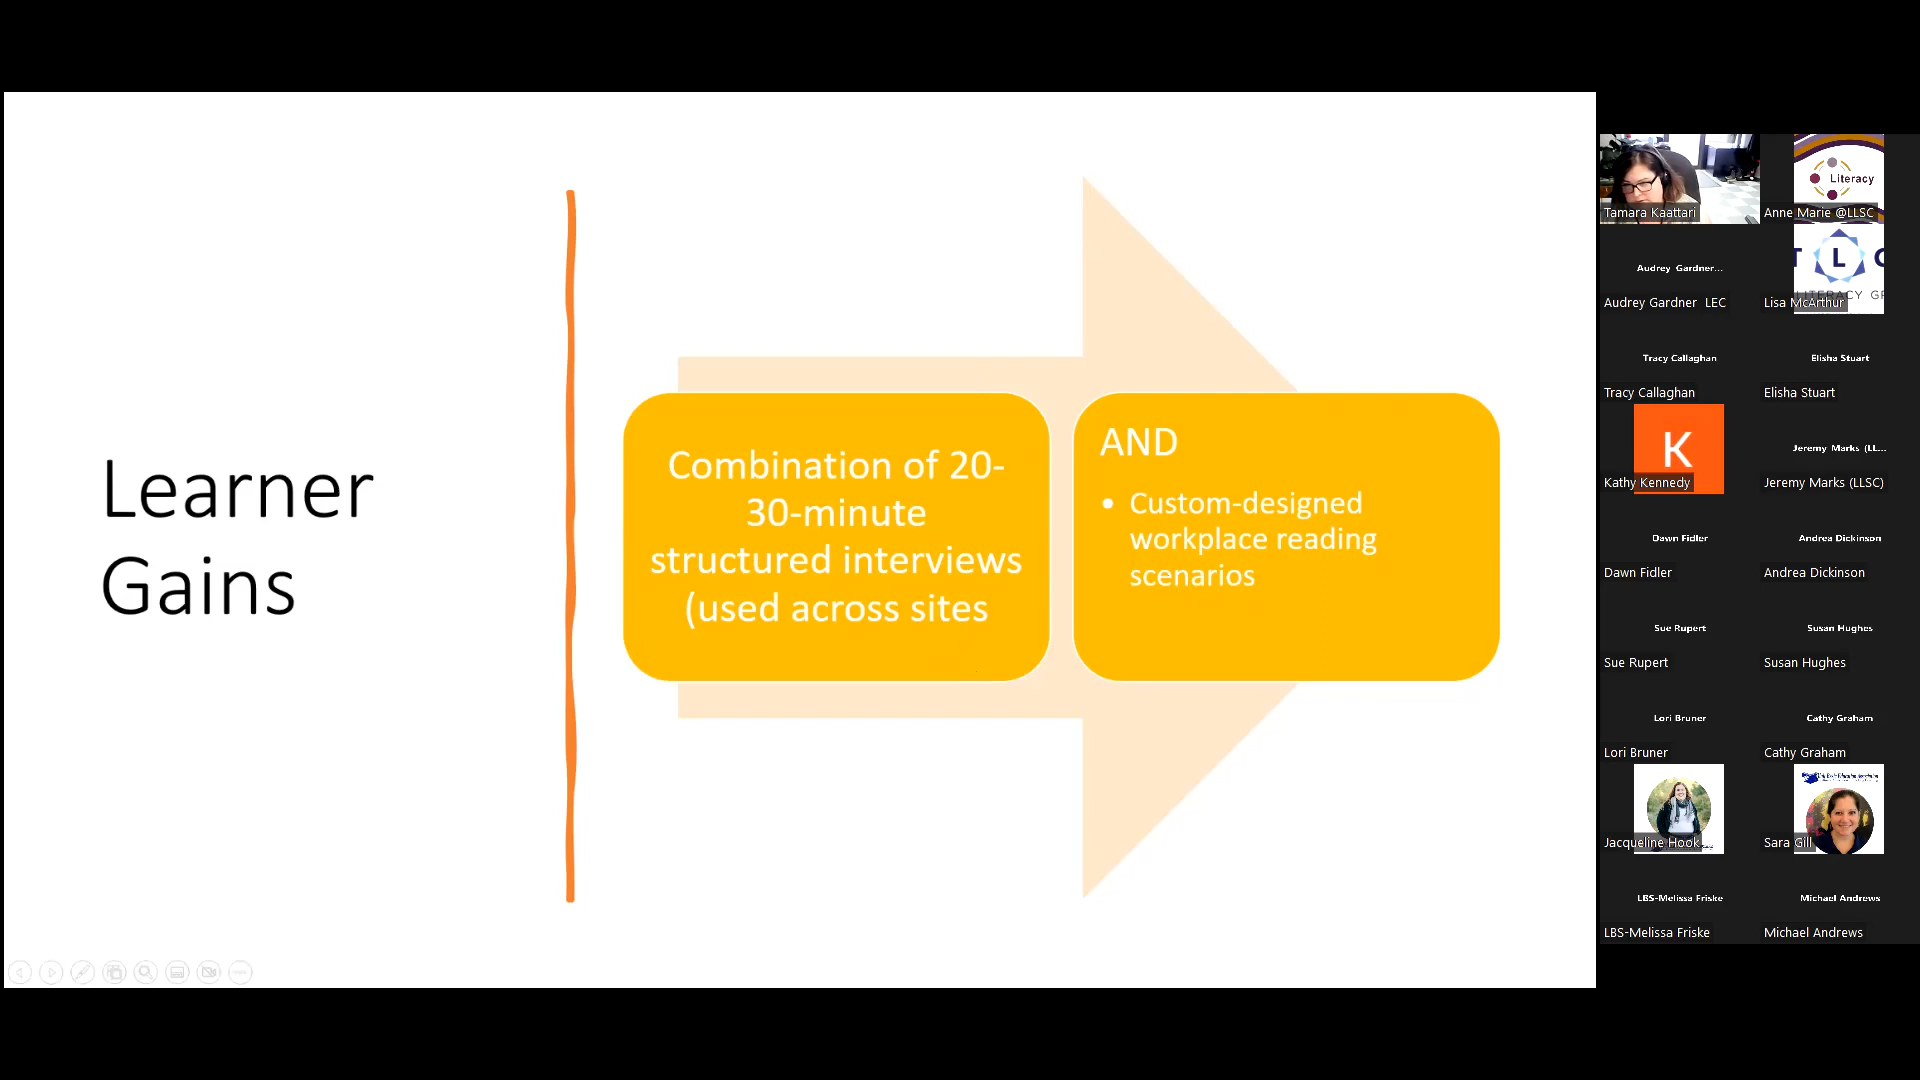 Learner
Gains
Combination of 20-
30-minute
structured interviews
(used across sites
AND
• Custom-designed
workplace reading
scenarios
Tamara Kaattari
Literacy
Anne Marie @LLSC
Audrey Gardner...
Audrey Gardner LEC
T L C
LITERACY GR
Lisa McArthur
Tracy Callaghan
Tracy Callaghan
Elisha Stuart
Elisha Stuart
K
Kathy Kennedy
Jeremy Marks (LL...
Jeremy Marks (LLSC)
Dawn Fidler
Dawn Fidler
Andrea Dickinson
Andrea Dickinson
Sue Rupert
Sue Rupert
Susan Hughes
Susan Hughes
Lori Bruner
Lori Bruner
Cathy Graham
Cathy Graham
Jacqueline Hook
Sara Gill
LBS-Melissa Friske
LBS-Melissa Friske
Michael Andrews
Michael Andrews